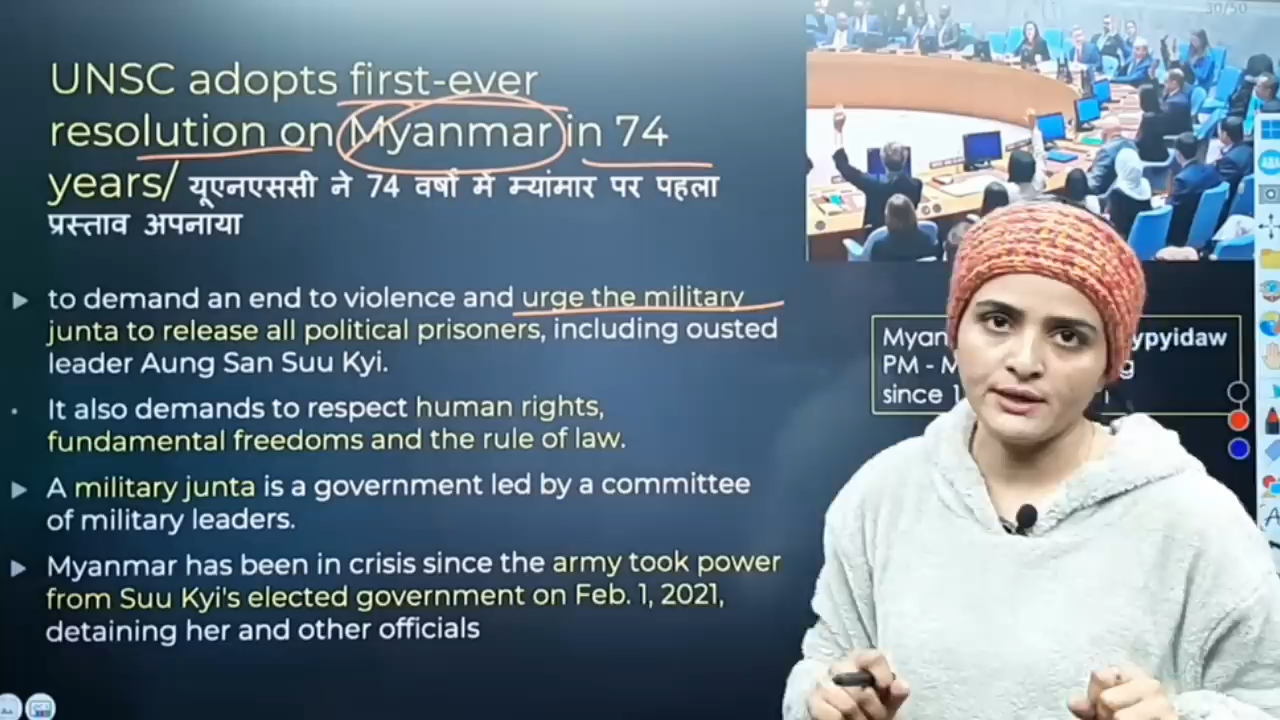 UNSC adopts first-ever
resolution on Myanmar in 74
years/ यूएनएससी ने 74 वर्षों में म्यांमार पर पहला
प्रस्ताव अपनाया
to demand an end to violence and urge the military
junta to release all political prisoners, including ousted
leader Aung San Suu Kyi.
It also demands to respect human rights,
fundamental freedoms and the rule of law.
A military junta is a government led by a committee
of military leaders.
Myanmar has been in crisis since the army took power
from Suu Kyi's elected government on Feb. 1, 2021,
detaining her and other officials
30/50
PM -
since